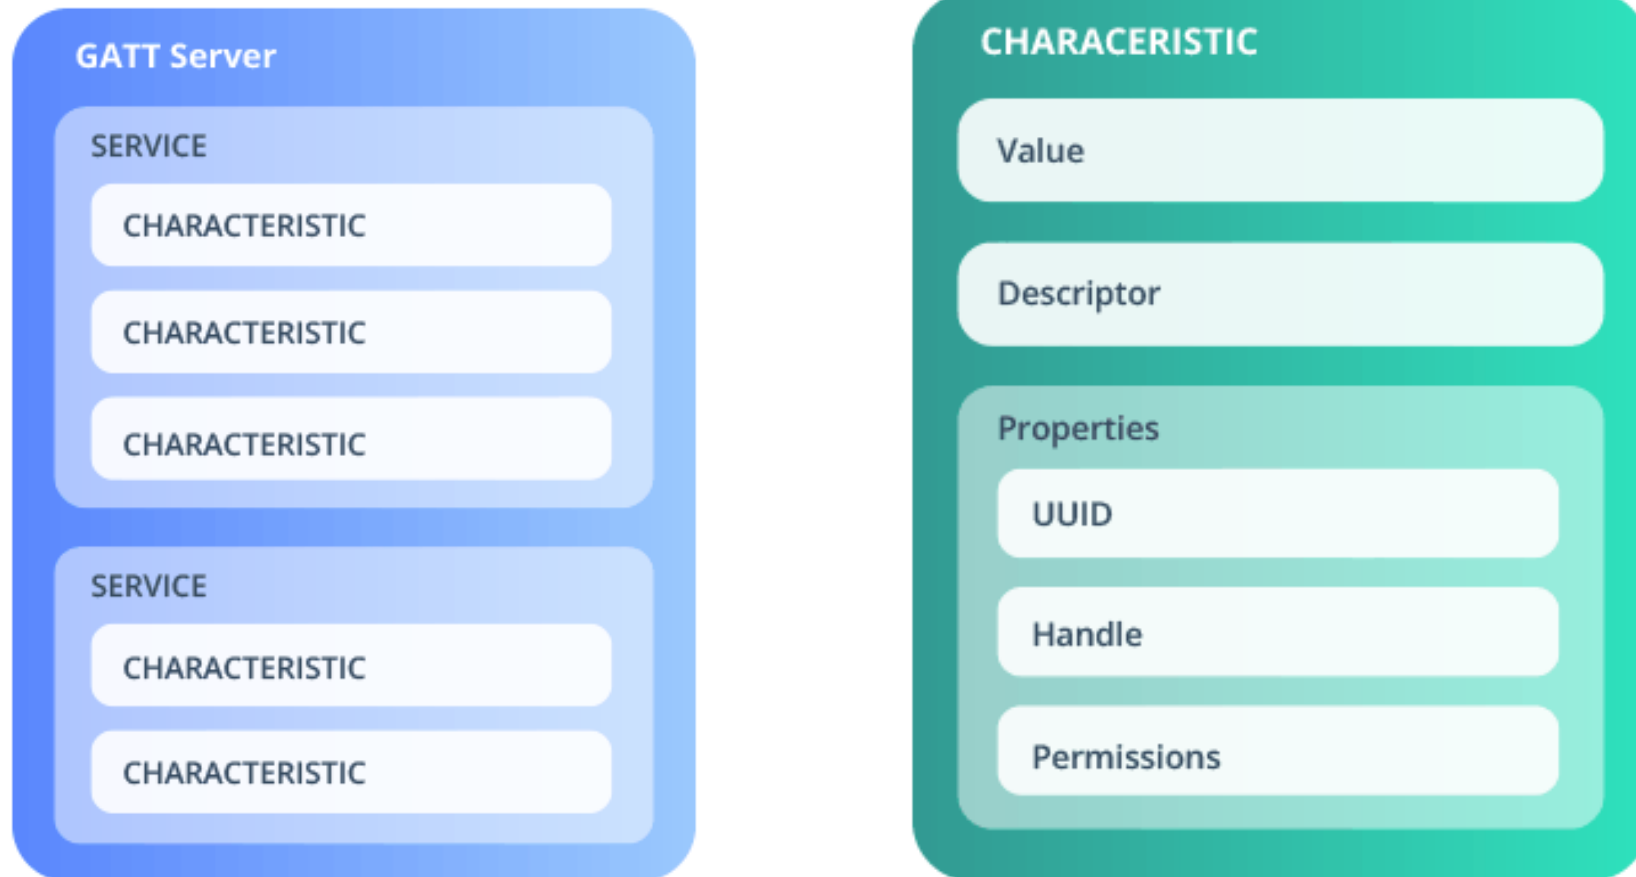 GATT Server
SERVICE
CHARACTERISTIC
CHARACTERISTIC
CHARACTERISTIC
SERVICE
CHARACTERISTIC
CHARACTERISTIC
CHARACERISTIC
Value
Descriptor
Properties
UUID
Handle
Permissions